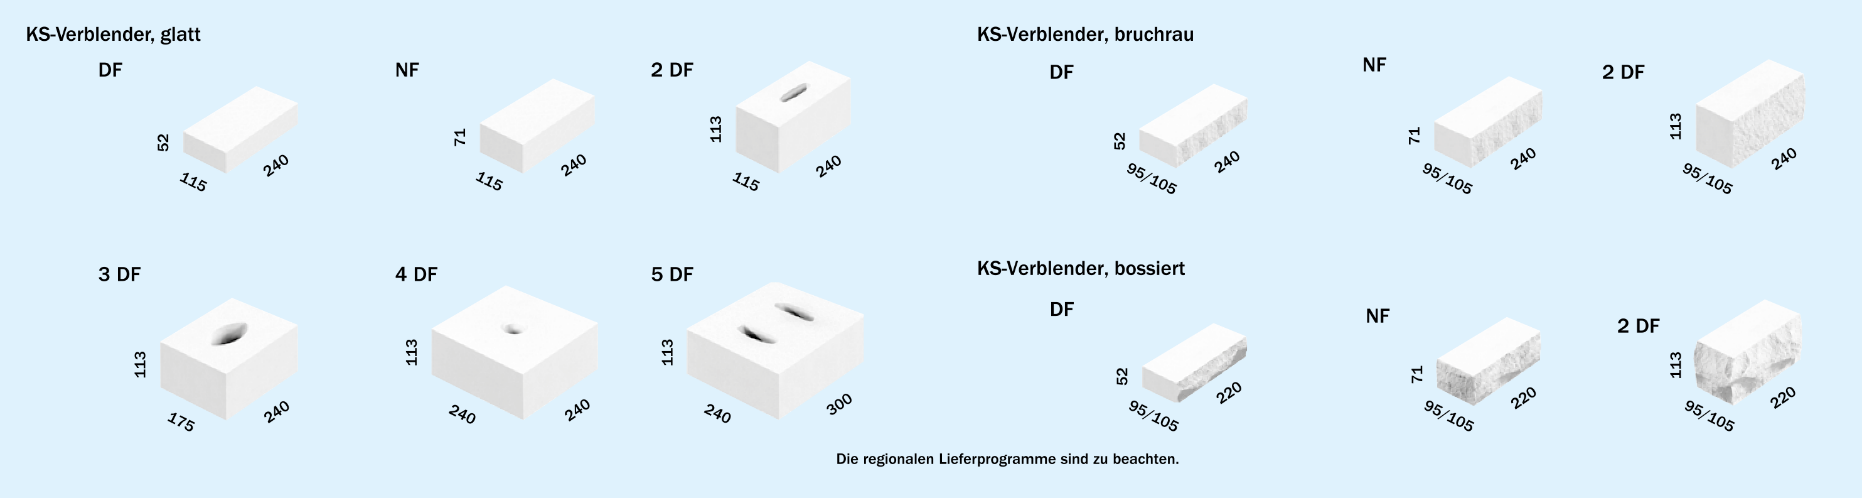 KS-Verblender, glatt
DF
52
115
240
NF
71
115
240
2 DF
113
115
240
3 DF
113
175
240
4 DF
113
240
240
5 DF
113
240
300
KS-Verblender, bruchrau
DF
52
95/105
240
NF
71
95/105
240
2 DF
113
95/105
240
KS-Verblender, bossiert
DF
52
95/105
220
NF
71
95/105
220
2 DF
113
95/105
220
Die regionalen Lieferprogramme sind zu beachten.